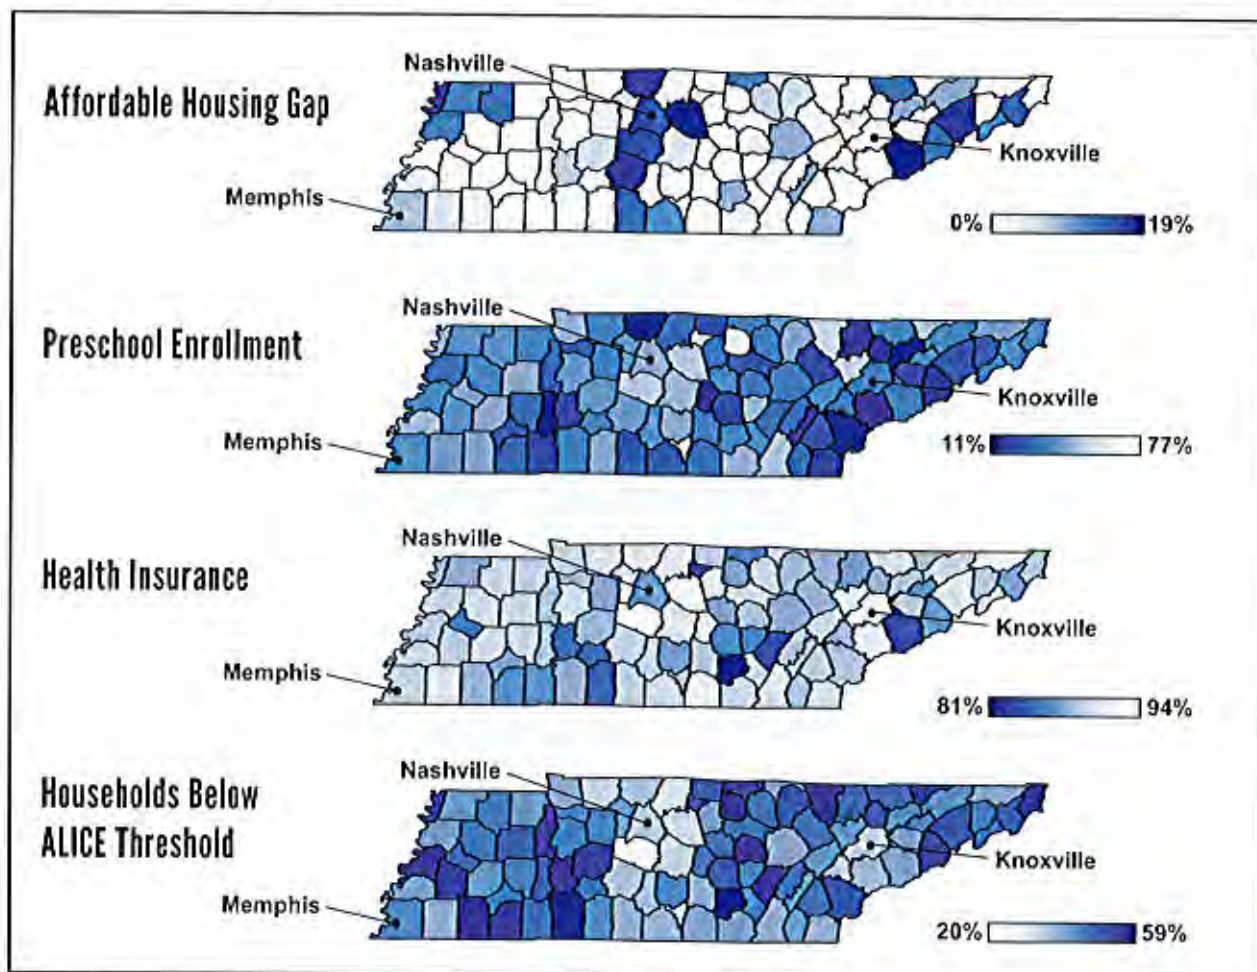 Nashville
Affordable Housing Gap
Knoxville
Memphis
0% 19%
Nashville
Preschool Enrollment
Knoxville
Memphis
11% 77%
Nashville
Health Insurance
Knoxville
Memphis
81% 94%
Nashville
Households Below
ALICE Threshold
Knoxville
Memphis
20% 59%